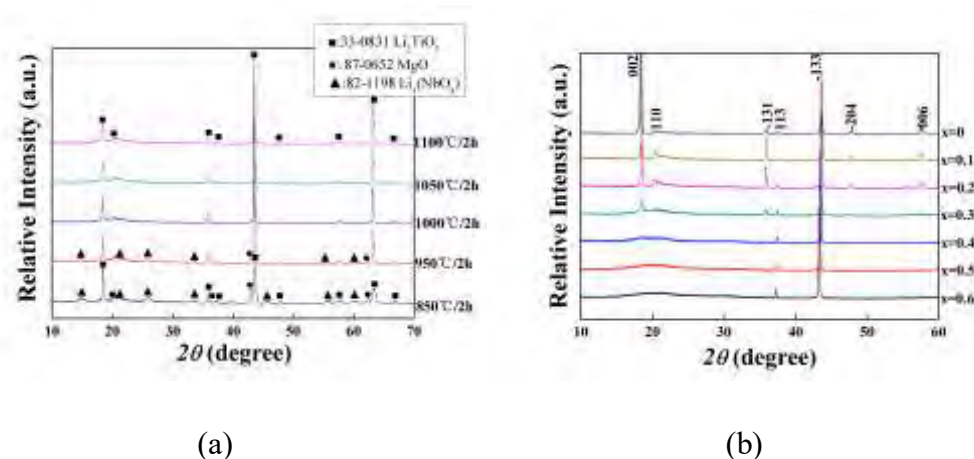 ■:33-0831 Li₂TiO₃
●:87-0652 MgO
▲:82-1198 Li₃(NbO₄)
1100℃/2h
1050℃/2h
1000℃/2h
950℃/2h
850℃/2h
Relative Intensity (a.u.)
10 20 30 40 50 60 70
2θ (degree)
(a)
(b)
002
110
-131
113
-133
-204
-206
x=0
x=0.1
x=0.2
x=0.3
x=0.4
x=0.5
x=0.6
Relative Intensity (a.u.)
10 20 30 40 50 60
2θ (degree)
(a)
(b)